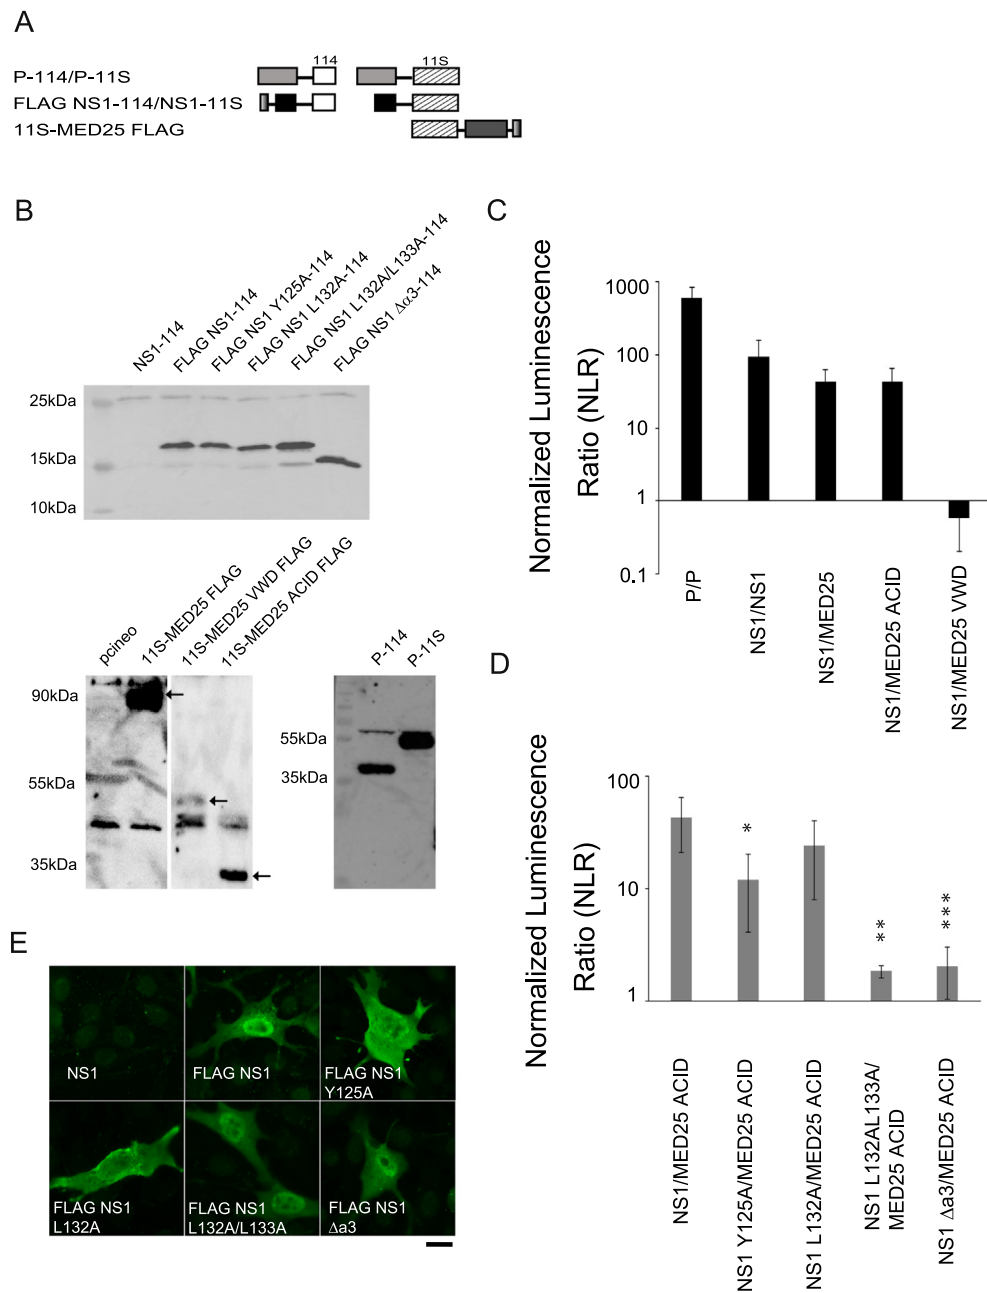 A
114
11S
P-114/P-11S
FLAG NS1-114/NS1-11S
11S-MED25 FLAG
B
NS1-114
FLAG NS1-114
FLAG NS1 Y125A-114
FLAG NS1 L132A-114
FLAG NS1 L132A/L133A-114
FLAG NS1 Δα3-114
25kDa
15kDa
10kDa
pcineo
11S-MED25 FLAG
11S-MED25 VWD FLAG
11S-MED25 ACID FLAG
90kDa
55kDa
35kDa
P-114
P-11S
55kDa
35kDa
C
Normalized Luminescence
Ratio (NLR)
1000
100
10
1
0.1
P/P
NS1/NS1
NS1/MED25
NS1/MED25 ACID
NS1/MED25 VWD
D
Normalized Luminescence
Ratio (NLR)
100
10
1
*
**
***
NS1/MED25 ACID
NS1 Y125A/MED25 ACID
NS1 L132A/MED25 ACID
NS1 L132AL133A/
MED25 ACID
NS1 Δa3/MED25 ACID
E
NS1
FLAG NS1
FLAG NS1
Y125A
FLAG NS1
L132A
FLAG NS1
L132A/L133A
FLAG NS1
Δa3